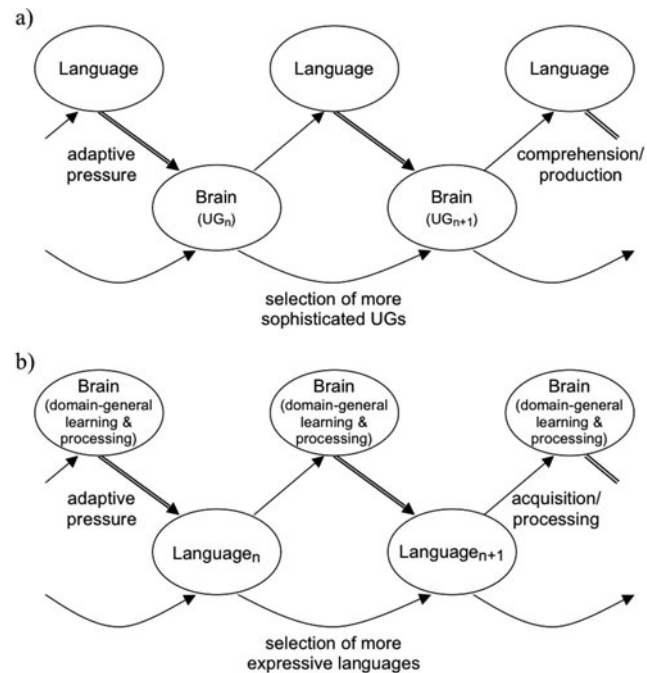 a)
Language
Language
Language
adaptive
pressure
comprehension/
production
Brain
(UGn)
Brain
(UGn+1)
selection of more
sophisticated UGs
b)
Brain
(domain-general
learning &
processing)
Brain
(domain-general
learning &
processing)
Brain
(domain-general
learning &
processing)
adaptive
pressure
acquisition/
processing
Languagen
Languagen+1
selection of more
expressive languages